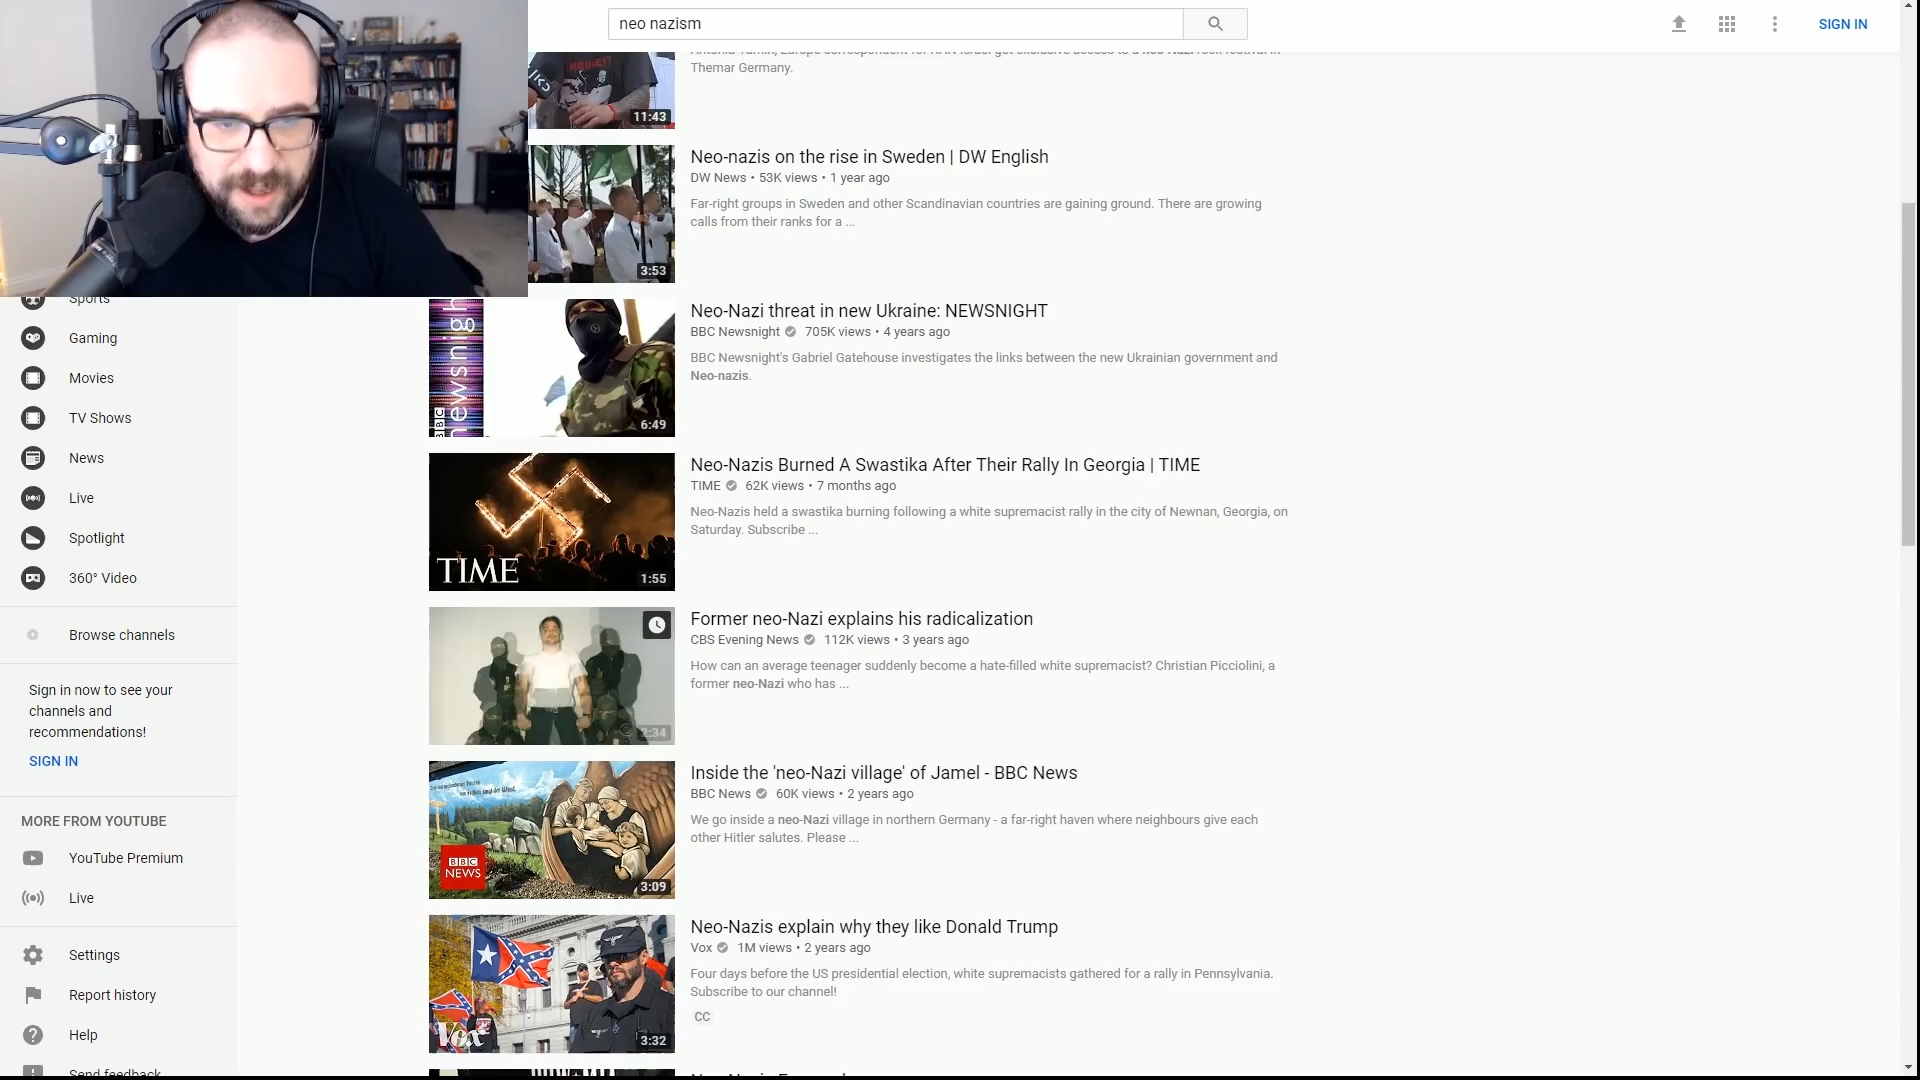 neo nazism
SIGN IN
Themar Germany.
11:43
Neo-nazis on the rise in Sweden | DW English
DW News • 53K views • 1 year ago
Far-right groups in Sweden and other Scandinavian countries are gaining ground. There are growing
calls from their ranks for a ...
3:53
Sports
Gaming
Movies
TV Shows
News
Live
Spotlight
360° Video
Browse channels
Sign in now to see your
channels and
recommendations!
SIGN IN
MORE FROM YOUTUBE
YouTube Premium
Live
Settings
Report history
Help
Send feedback
Neo-Nazi threat in new Ukraine: NEWSNIGHT
BBC Newsnight 705K views • 4 years ago
BBC Newsnight's Gabriel Gatehouse investigates the links between the new Ukrainian government and
Neo-nazis.
BBC
newsnight
6:49
Neo-Nazis Burned A Swastika After Their Rally In Georgia | TIME
TIME 62K views • 7 months ago
Neo-Nazis held a swastika burning following a white supremacist rally in the city of Newnan, Georgia, on
Saturday. Subscribe ...
TIME
1:55
Former neo-Nazi explains his radicalization
CBS Evening News 112K views • 3 years ago
How can an average teenager suddenly become a hate-filled white supremacist? Christian Picciolini, a
former neo-Nazi who has ...
2:34
Inside the 'neo-Nazi village' of Jamel - BBC News
BBC News 60K views • 2 years ago
We go inside a neo-Nazi village in northern Germany - a far-right haven where neighbours give each
other Hitler salutes. Please ...
BBC
NEWS
3:09
Neo-Nazis explain why they like Donald Trump
Vox 1M views • 2 years ago
Four days before the US presidential election, white supremacists gathered for a rally in Pennsylvania.
Subscribe to our channel!
CC
Vox
3:32